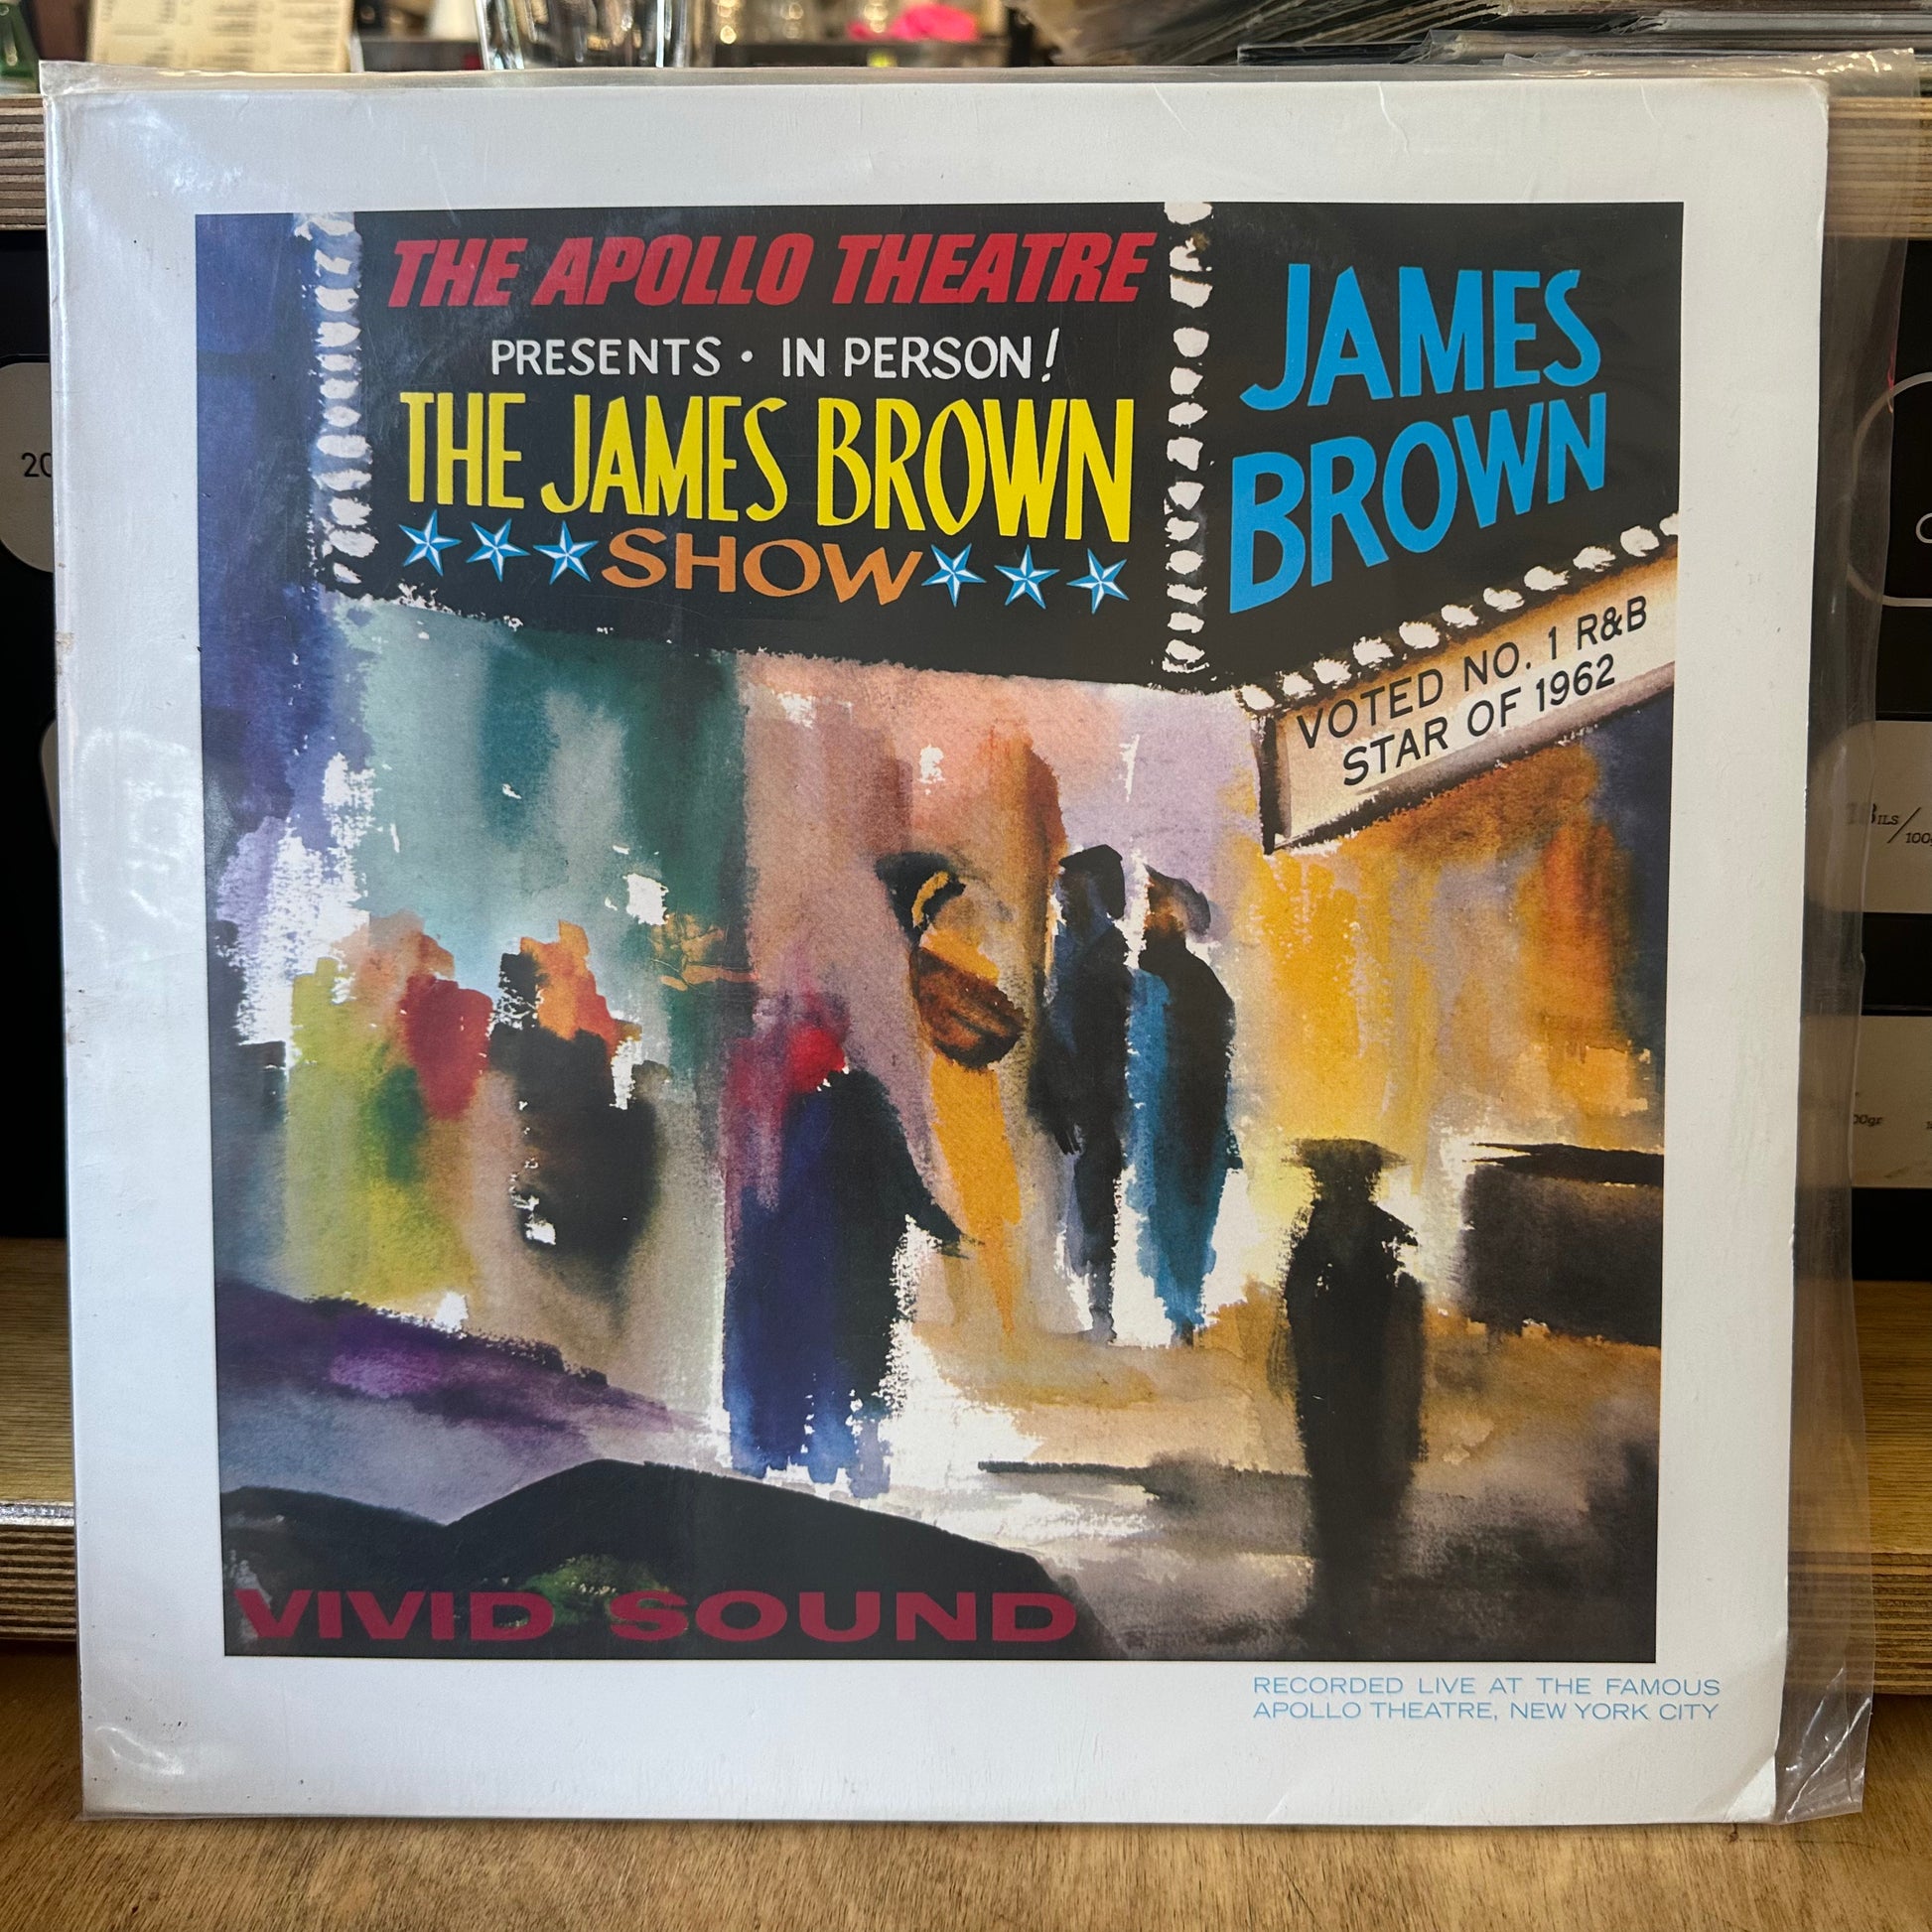 THE APOLLO THEATRE
PRESENTS · IN PERSON!
THE JAMES BROWN
SHOW
JAMES
BROWN
VOTED NO. 1 R&B
STAR OF 1962
VIVID SOUND
RECORDED LIVE AT THE FAMOUS
APOLLO THEATRE, NEW YORK CITY